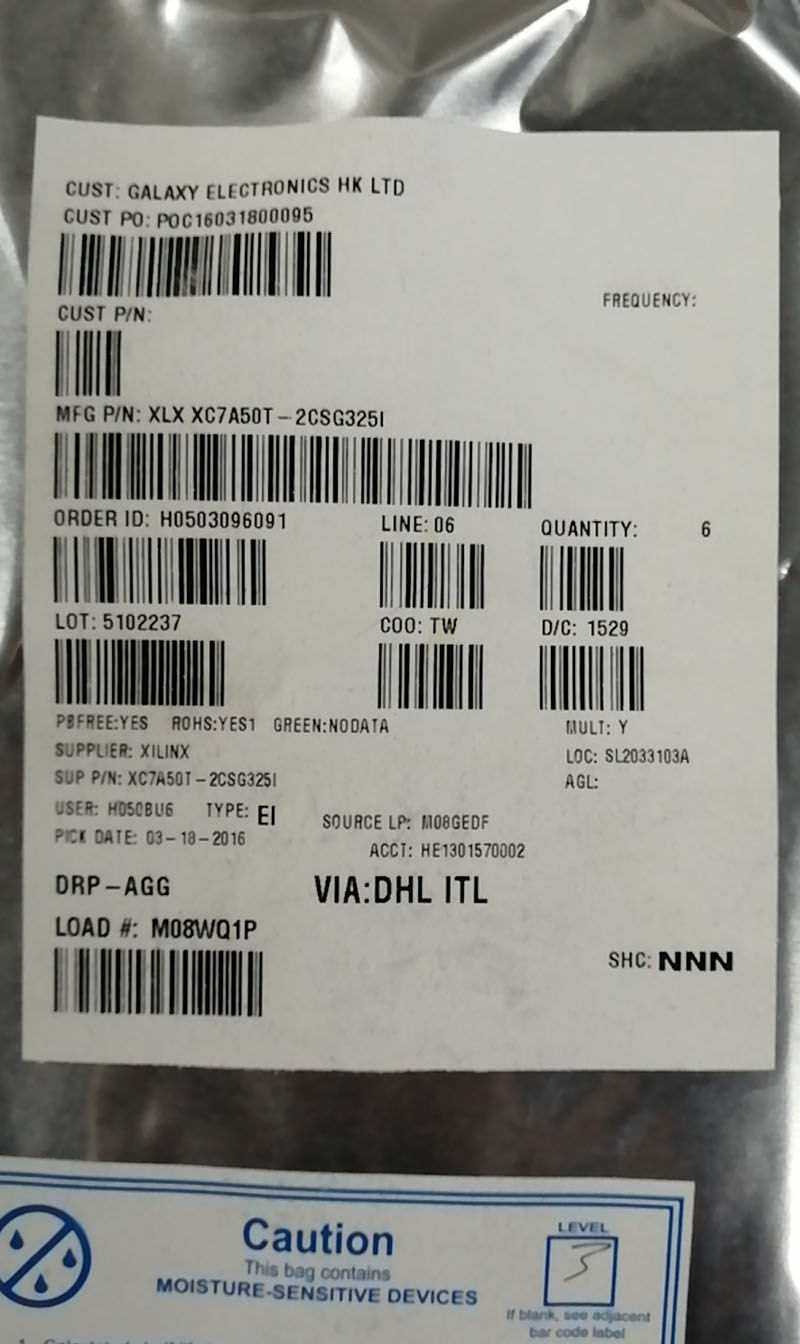 CUST: GALAXY ELECTRONICS HK LTD
CUST PO: POC16031800095
FREQUENCY:
CUST P/N:
MFG P/N: XLX XC7A50T-2CSG325I
ORDER ID: H0503096091 LINE: 06 QUANTITY: 6
LOT: 5102237 COO: TW D/C: 1529
PBFREE:YES ROHS:YES1 GREEN:NODATA MULT: Y
SUPPLIER: XILINX LOC: SL2033103A
SUP P/N: XC7A50T-2CSG325I AGL:
USER: H050BU6 TYPE: EI SOURCE LP: M08GEDF
PICK DATE: 03-18-2016 ACCT: HE1301570002
DRP-AGG VIA:DHL ITL
LOAD #: M08WQ1P
SHC: NNN
Caution
This bag contains
MOISTURE-SENSITIVE DEVICES
LEVEL
3
If blank, see adjacent
bar code label